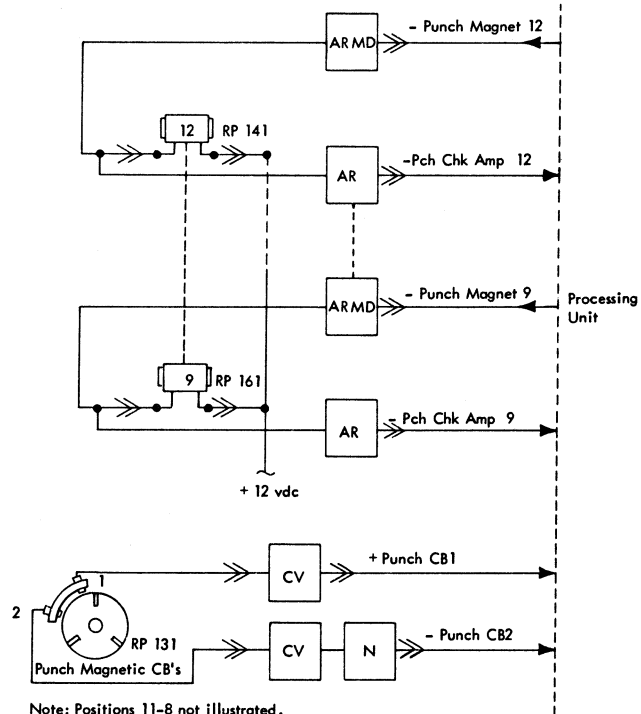 - Punch Magnet 12
AR MD
12
RP 141
-Pch Chk Amp 12
AR
- Punch Magnet 9
ARMD
Processing
Unit
9
RP 161
- Pch Chk Amp 9
AR
+ 12 vdc
+ Punch CB1
CV
1
2
RP 131
- Punch CB2
CV
N
Punch Magnetic CB's
Note: Positions 11-8 not illustrated.